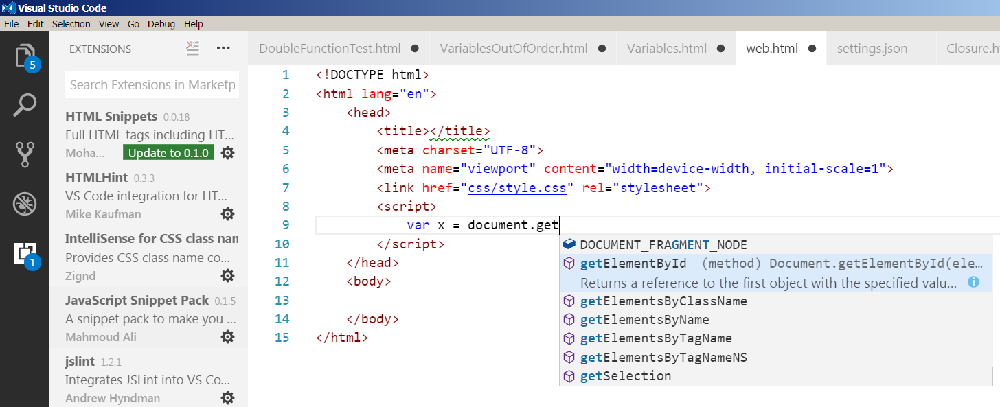 Visual Studio Code
File Edit Selection View Go Debug Help
5
1
EXTENSIONS
Search Extensions in Marketp
HTML Snippets 0.0.18
Full HTML tags including HT...
Moha... Update to 0.1.0
HTMLHint 0.3.3
VS Code integration for HT...
Mike Kaufman
IntelliSense for CSS class nam
Provides CSS class name co...
Zignd
JavaScript Snippet Pack 0.1.5
A snippet pack to make you ...
Mahmoud Ali
jslint 1.2.1
Integrates JSLint into VS Co...
Andrew Hyndman
DoubleFunctionTest.html VariablesOutOfOrder.html Variables.html web.html settings.json Closure.h
1 <!DOCTYPE html>
2 <html lang="en">
3 <head>
4 <title></title>
5 <meta charset="UTF-8">
6 <meta name="viewport" content="width=device-width, initial-scale=1">
7 <link href="css/style.css" rel="stylesheet">
8 <script>
9 var x = document.get
10 </script>
11 </head>
12 <body>
13
14 </body>
15 </html>
DOCUMENT_FRAGMENT_NODE
getElementById (method) Document.getElementById(ele...
Returns a reference to the first object with the specified valu...
getElementsByClassName
getElementsByName
getElementsByTagName
getElementsByTagNameNS
getSelection